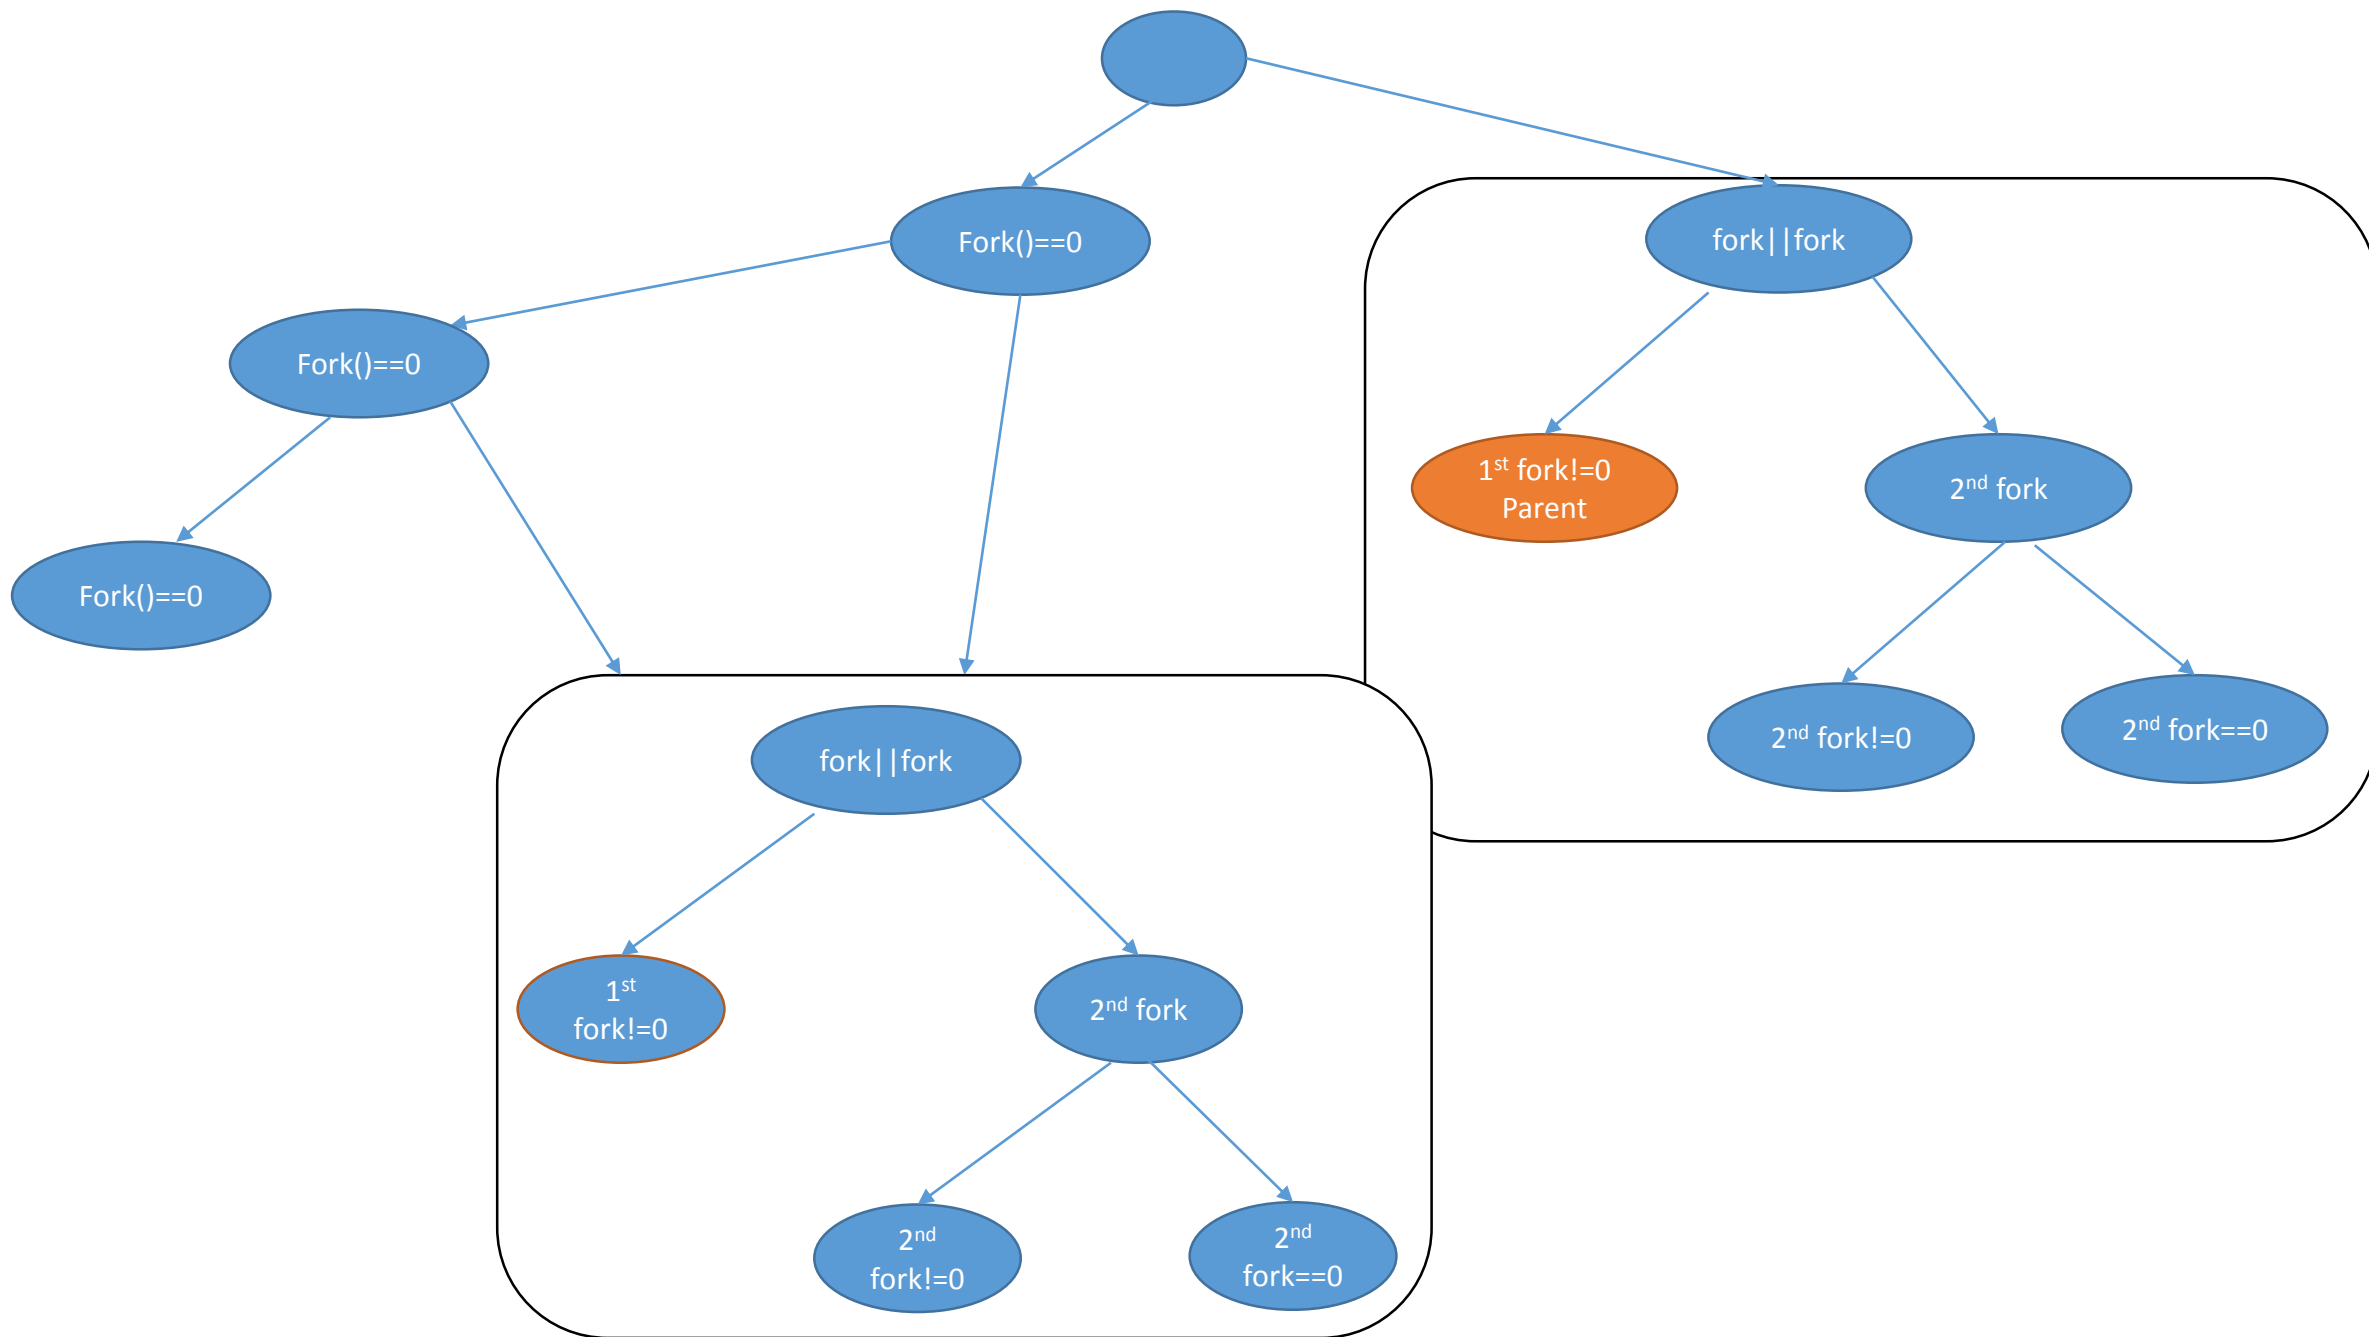 Fork()==0
fork||fork
Fork()==0
1st fork!=0
Parent
2nd fork
Fork()==0
2nd fork!=0
2nd fork==0
fork||fork
1st
fork!=0
2nd fork
2nd
fork!=0
2nd
fork==0